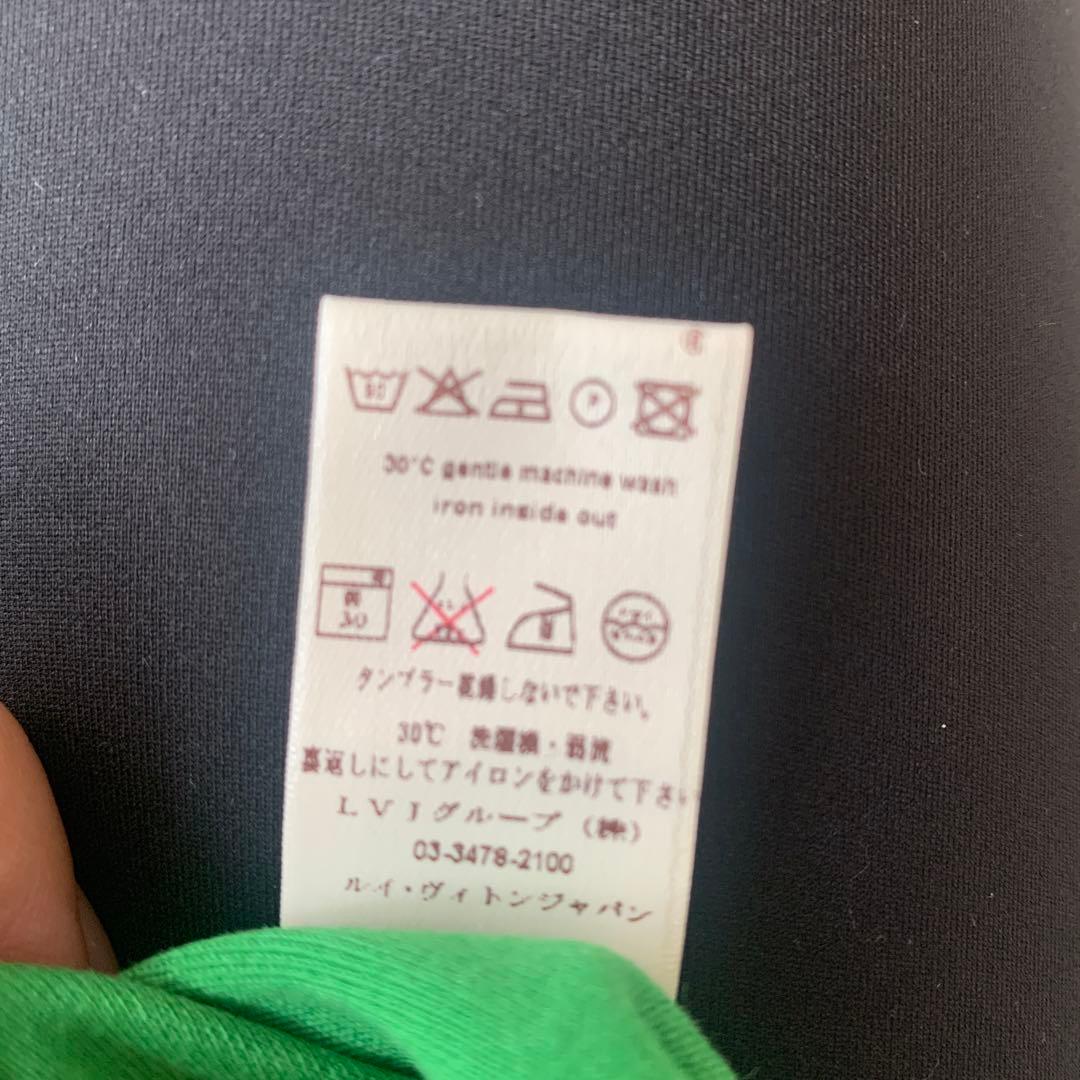 P
30°C gentle machine wash
iron inside out
弱
30
タンブラー乾燥しないで下さい。
30℃ 洗濯機・弱流
裏返しにしてアイロンをかけて下さい
LVJグループ（株）
03-3478-2100
ルイ・ヴィトンジャパン